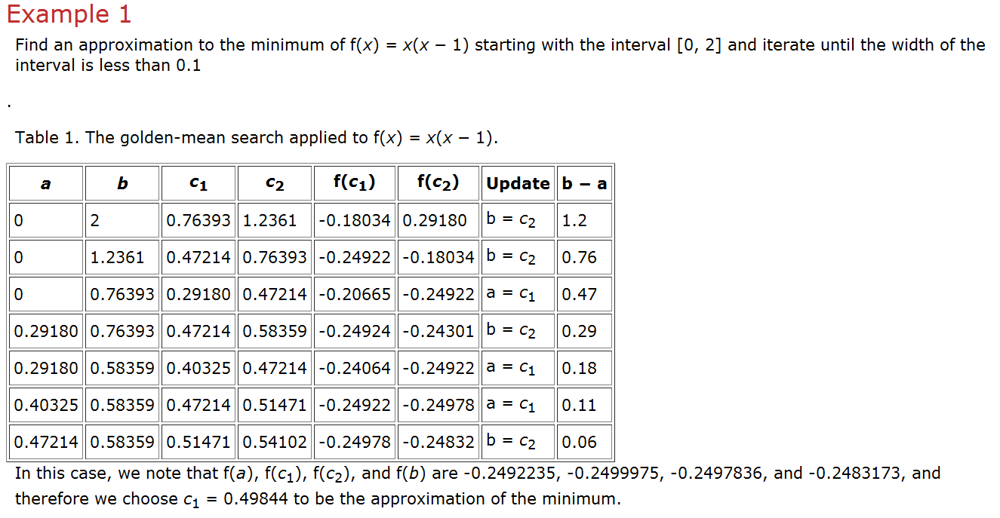 Example 1
Find an approximation to the minimum of f(x) = x(x − 1) starting with the interval [0, 2] and iterate until the width of the
interval is less than 0.1
.
Table 1. The golden-mean search applied to f(x) = x(x − 1).
a b c₁ c₂ f(c₁) f(c₂) Update b − a
0 2 0.76393 1.2361 -0.18034 0.29180 b = c₂ 1.2
0 1.2361 0.47214 0.76393 -0.24922 -0.18034 b = c₂ 0.76
0 0.76393 0.29180 0.47214 -0.20665 -0.24922 a = c₁ 0.47
0.29180 0.76393 0.47214 0.58359 -0.24924 -0.24301 b = c₂ 0.29
0.29180 0.58359 0.40325 0.47214 -0.24064 -0.24922 a = c₁ 0.18
0.40325 0.58359 0.47214 0.51471 -0.24922 -0.24978 a = c₁ 0.11
0.47214 0.58359 0.51471 0.54102 -0.24978 -0.24832 b = c₂ 0.06
In this case, we note that f(a), f(c₁), f(c₂), and f(b) are -0.2492235, -0.2499975, -0.2497836, and -0.2483173, and
therefore we choose c₁ = 0.49844 to be the approximation of the minimum.